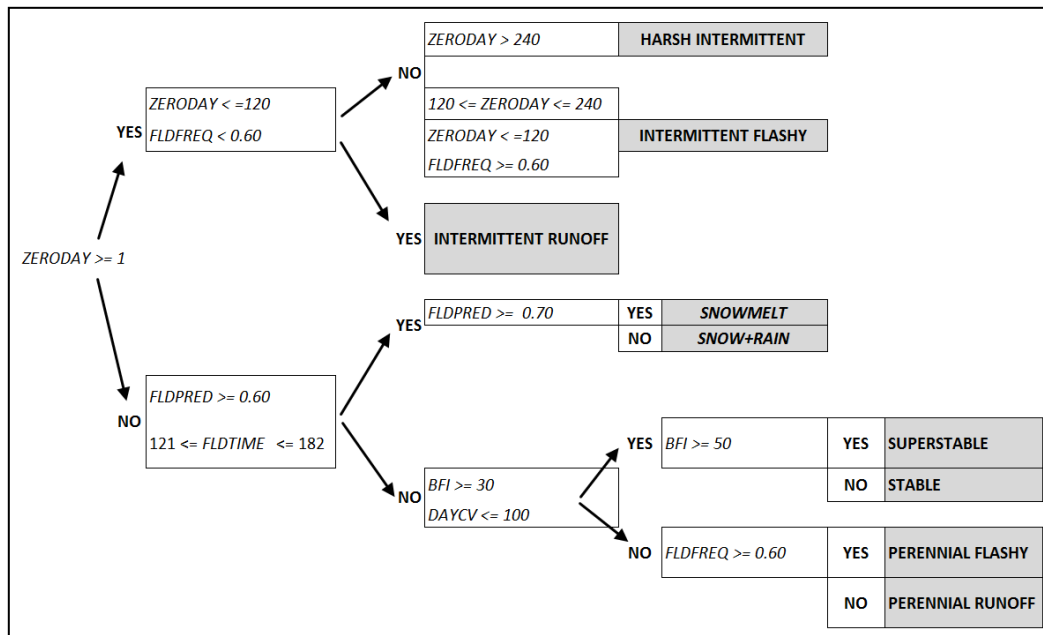 ZERODAY > 240 HARSH INTERMITTENT
NO
ZERODAY < =120
120 <= ZERODAY <= 240
YES FLDFREQ < 0.60
ZERODAY <=120 INTERMITTENT FLASHY
FLDFREQ >= 0.60
YES INTERMITTENT RUNOFF
ZERODAY >= 1
FLDPRED >= 0.70 YES SNOWMELT
YES
NO SNOW+RAIN
FLDPRED >= 0.60
NO
121 <= FLDTIME <= 182
YES BFI >= 50 YES SUPERSTABLE
NO BFI >= 30
NO STABLE
DAYCV <= 100
NO FLDFREQ >= 0.60 YES PERENNIAL FLASHY
NO PERENNIAL RUNOFF